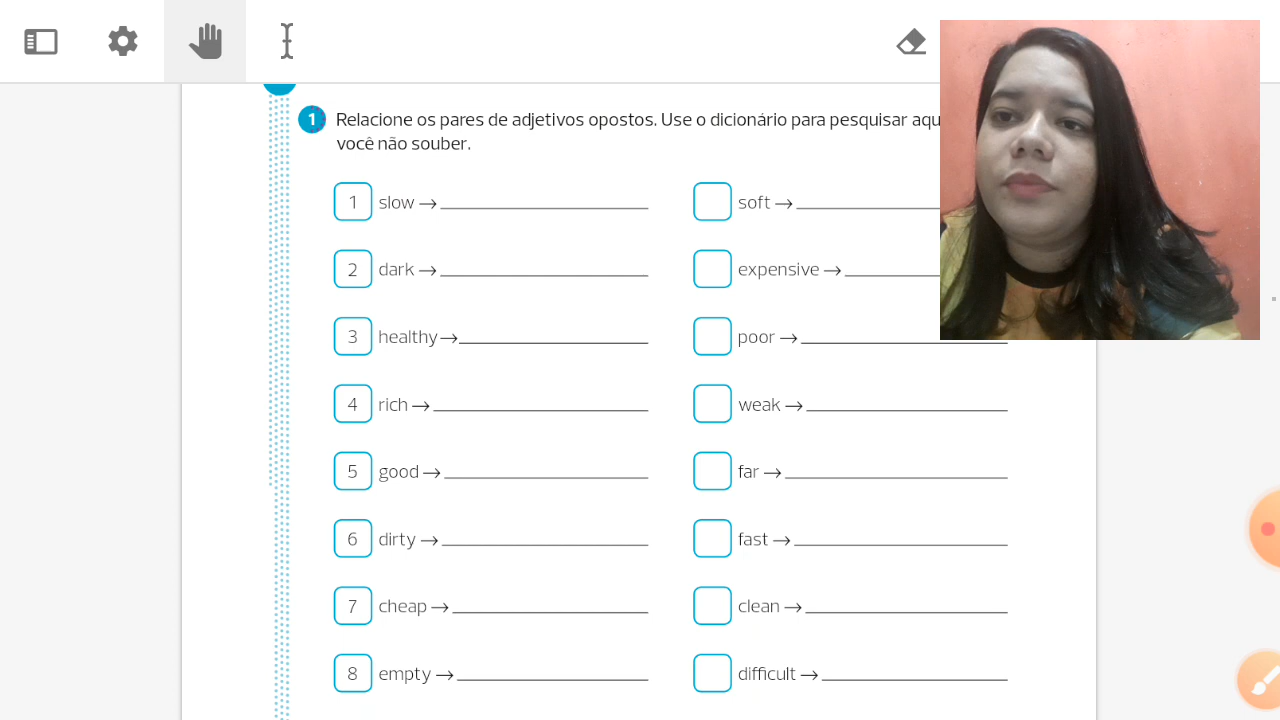 1 Relacione os pares de adjetivos opostos. Use o dicionário para pesquisar
você não souber.
1 slow → soft →
2 dark → expensive →
3 healthy → poor →
4 rich → weak →
5 good → far →
6 dirty → fast →
7 cheap → clean →
8 empty → difficult →